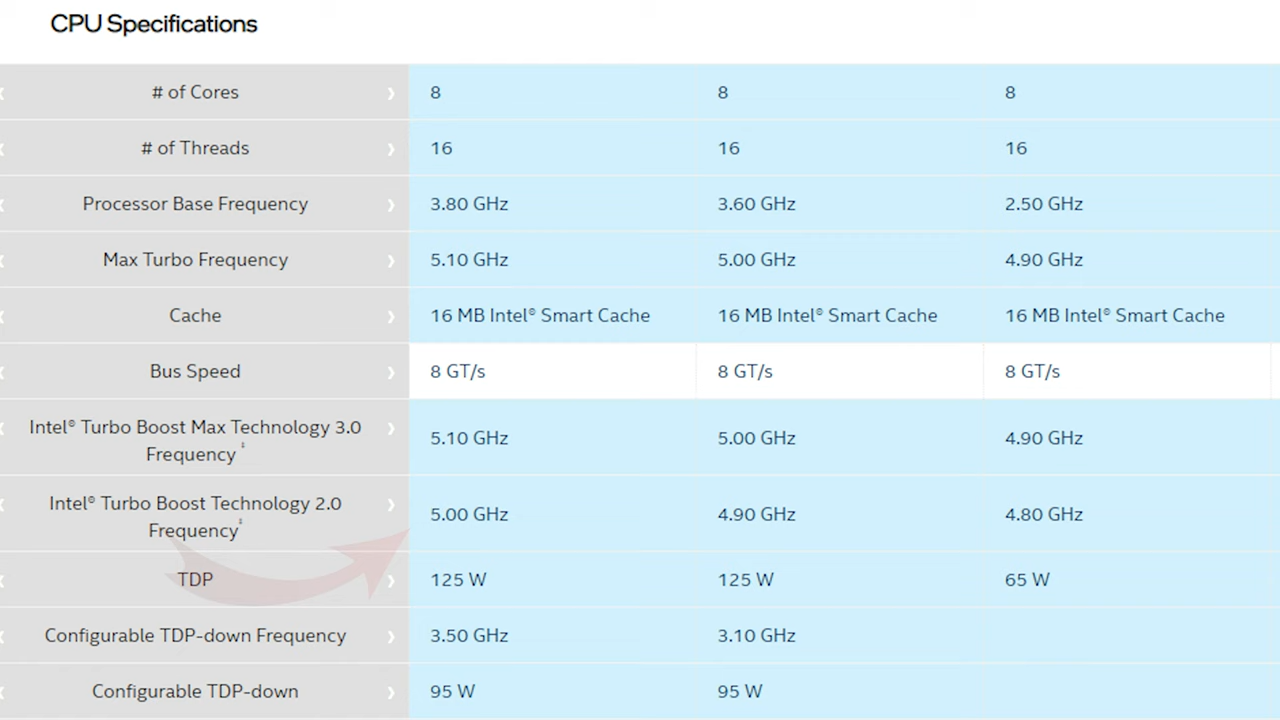 CPU Specifications
# of Cores 8 8 8
# of Threads 16 16 16
Processor Base Frequency 3.80 GHz 3.60 GHz 2.50 GHz
Max Turbo Frequency 5.10 GHz 5.00 GHz 4.90 GHz
Cache 16 MB Intel® Smart Cache 16 MB Intel® Smart Cache 16 MB Intel® Smart Cache
Bus Speed 8 GT/s 8 GT/s 8 GT/s
Intel® Turbo Boost Max Technology 3.0
Frequency ‡ 5.10 GHz 5.00 GHz 4.90 GHz
Intel® Turbo Boost Technology 2.0
Frequency‡ 5.00 GHz 4.90 GHz 4.80 GHz
TDP 125 W 125 W 65 W
Configurable TDP-down Frequency 3.50 GHz 3.10 GHz
Configurable TDP-down 95 W 95 W